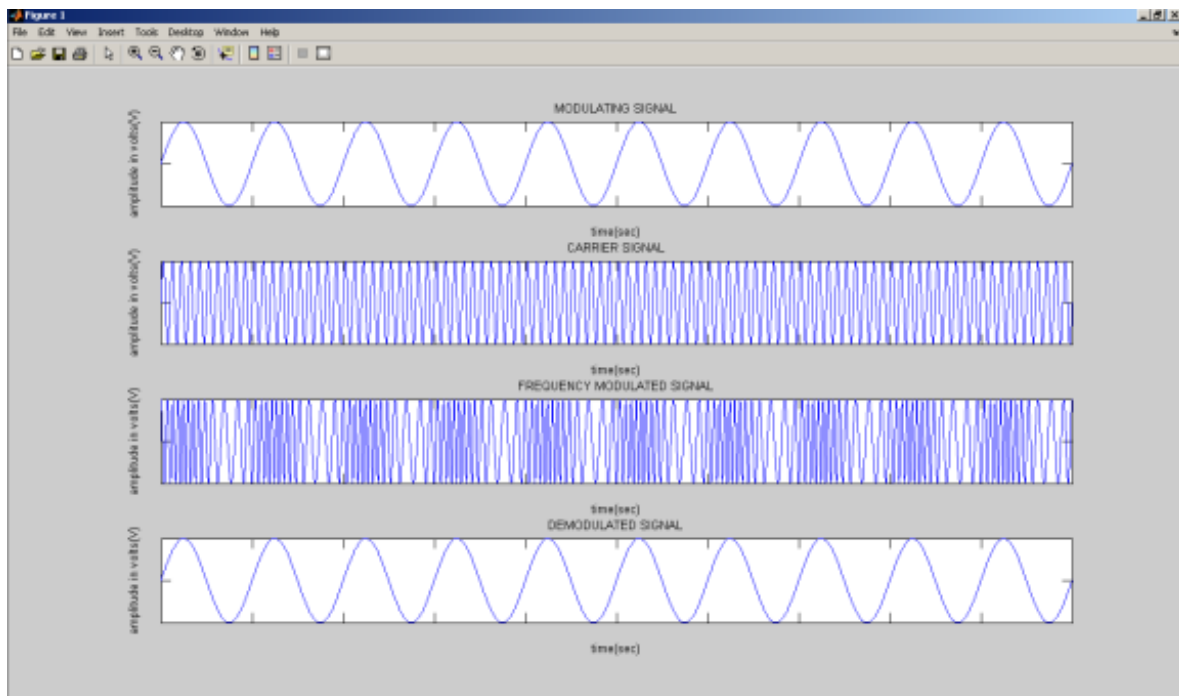 Figure 1
File Edit View Insert Tools Desktop Window Help
MODULATING SIGNAL
amplitude in volts(V)
time(sec)
CARRIER SIGNAL
amplitude in volts(V)
time(sec)
FREQUENCY MODULATED SIGNAL
amplitude in volts(V)
time(sec)
DEMODULATED SIGNAL
amplitude in volts(V)
time(sec)